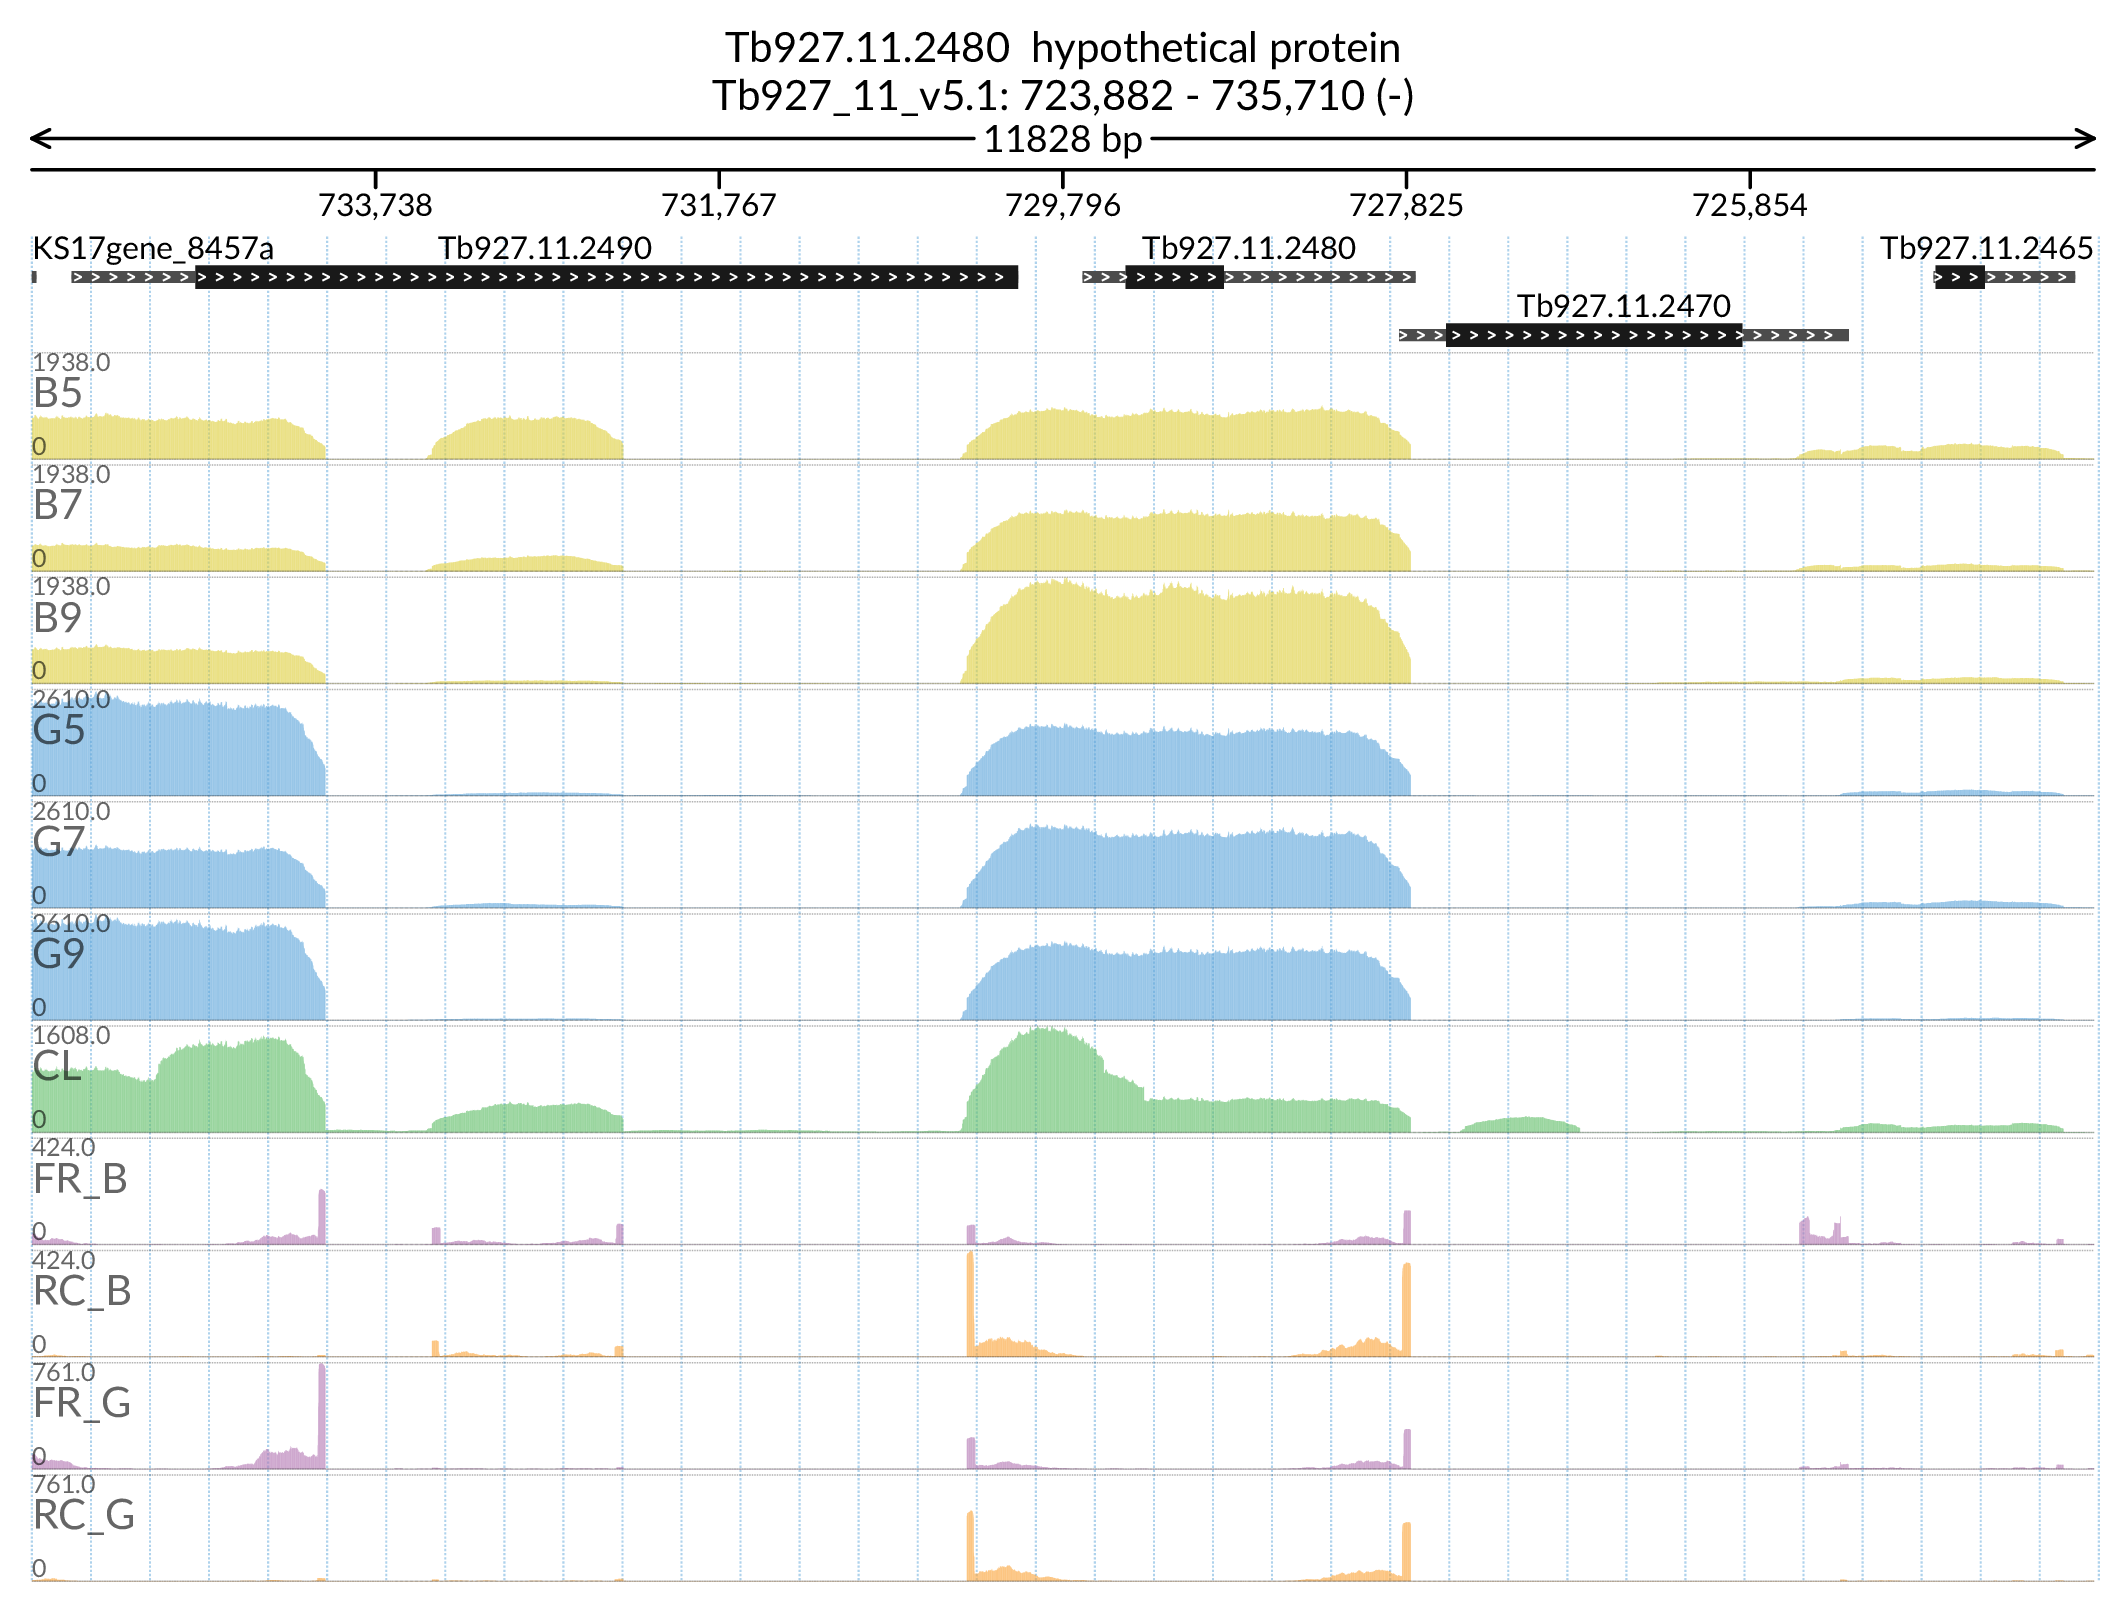 Tb927.11.2480  hypothetical protein
Tb927_11_v5.1: 723,882 - 735,710 (-)
11828 bp
733,738 731,767 729,796 727,825 725,854
KS17gene_8457a Tb927.11.2490 Tb927.11.2480 Tb927.11.2465
Tb927.11.2470
1938.0
B5
0
1938.0
B7
0
1938.0
B9
0
2610.0
G5
0
2610.0
G7
0
2610.0
G9
0
1608.0
CL
0
424.0
FR_B
0
424.0
RC_B
0
761.0
FR_G
0
761.0
RC_G
0